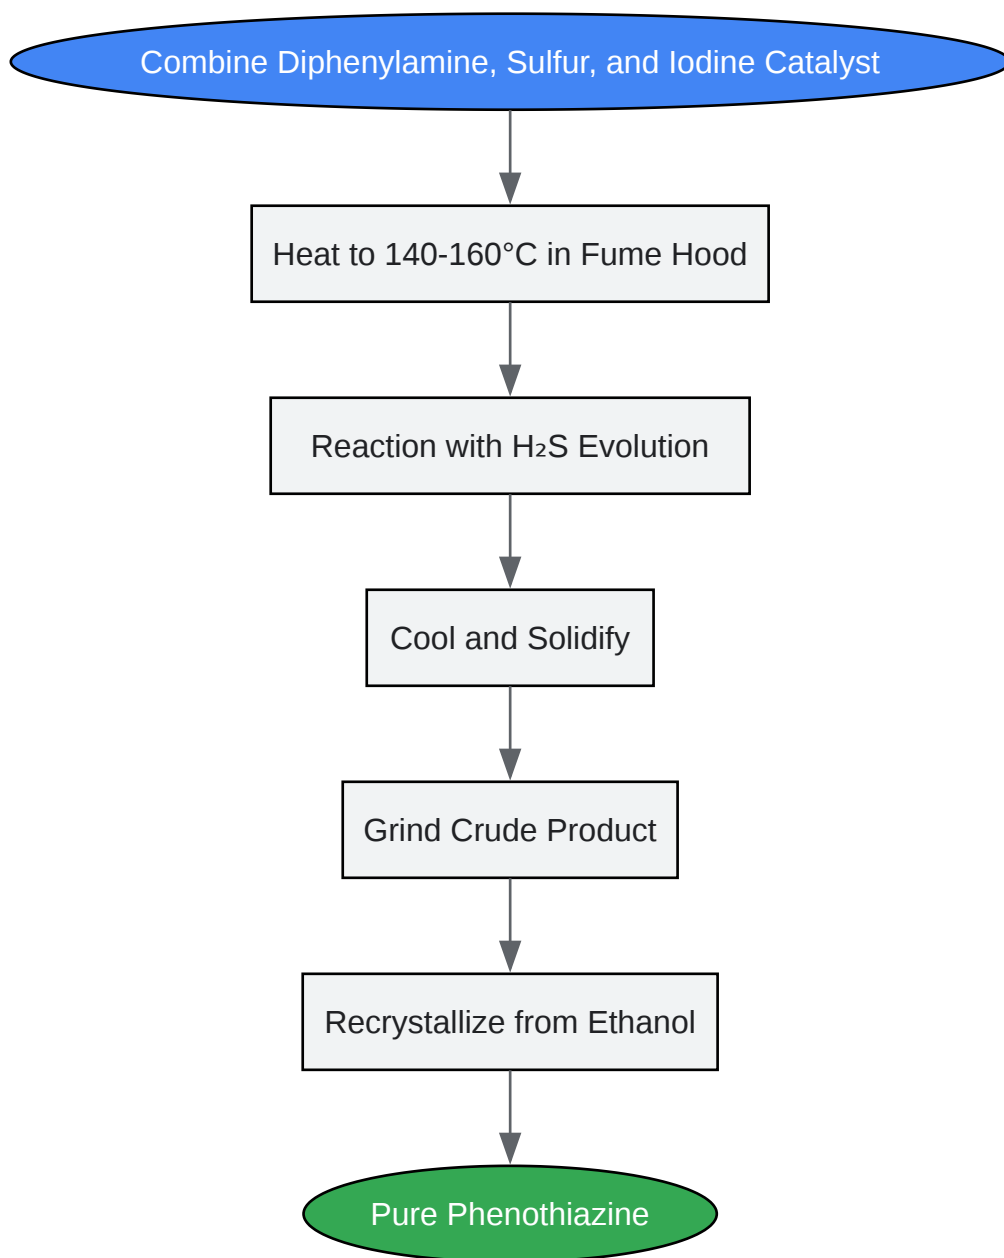 Combine Diphenylamine, Sulfur, and Iodine Catalyst
Heat to 140-160°C in Fume Hood
Reaction with H₂S Evolution
Cool and Solidify
Grind Crude Product
Recrystallize from Ethanol
Pure Phenothiazine